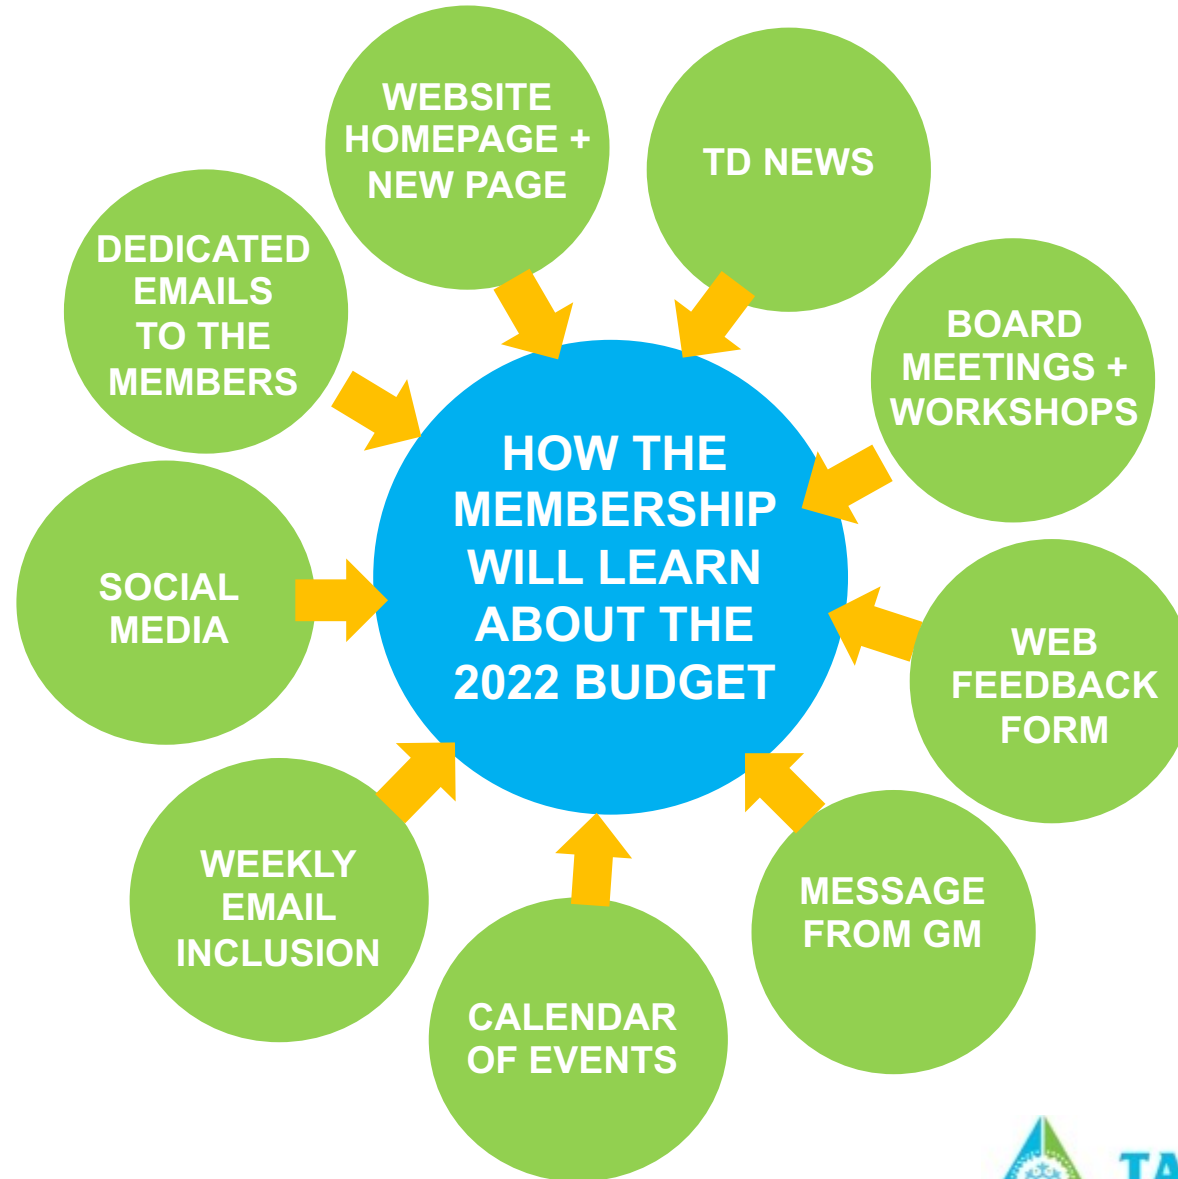 WEBSITE
HOMEPAGE +
NEW PAGE
TD NEWS
DEDICATED
EMAILS
TO THE
MEMBERS
BOARD
MEETINGS +
WORKSHOPS
HOW THE
MEMBERSHIP
WILL LEARN
ABOUT THE
2022 BUDGET
SOCIAL
MEDIA
WEB
FEEDBACK
FORM
WEEKLY
EMAIL
INCLUSION
MESSAGE
FROM GM
CALENDAR
OF EVENTS